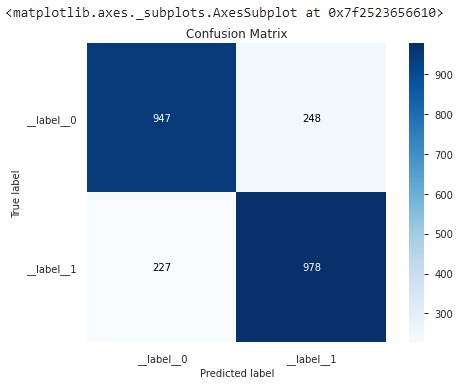 <matplotlib.axes._subplots.AxesSubplot at 0x7f2523656610>
Confusion Matrix
__label__0
947
248
__label__1
227
978
True label
__label__0
__label__1
Predicted label
900
800
700
600
500
400
300